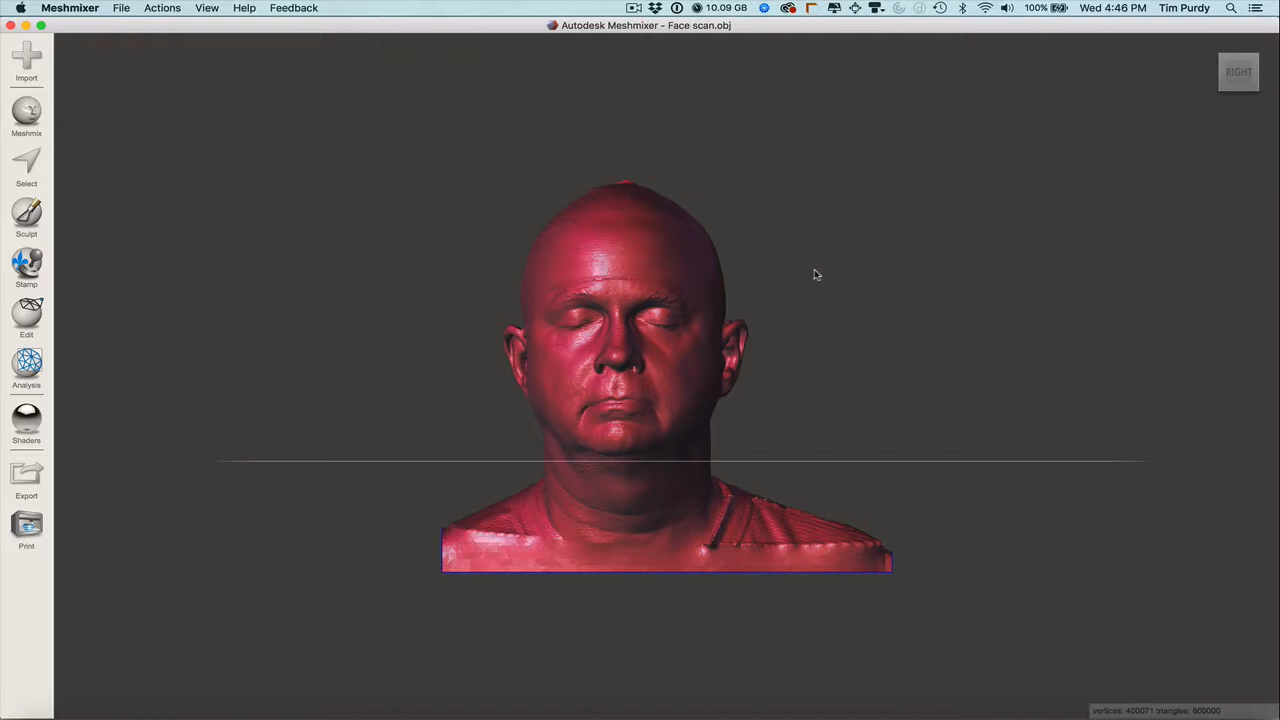 Meshmixer File Actions View Help Feedback 10.09 GB 100% Wed 4:46 PM Tim Purdy
Autodesk Meshmixer - Face scan.obj
RIGHT
Import
Meshmix
Select
Sculpt
Stamp
Edit
Analysis
Shaders
Export
Print
vertices: 400071 triangles: 800000